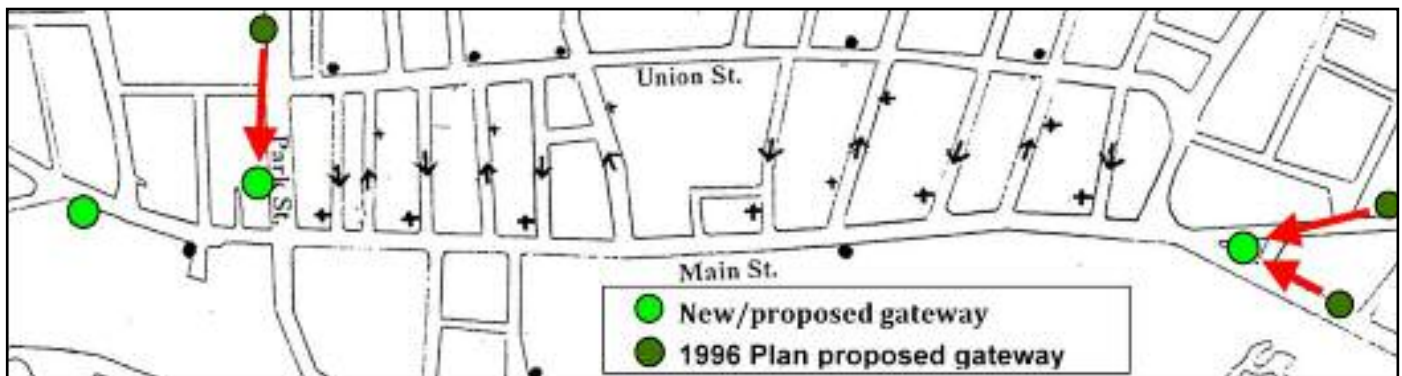 Union St.
Park St.
Main St.
New/proposed gateway
1996 Plan proposed gateway